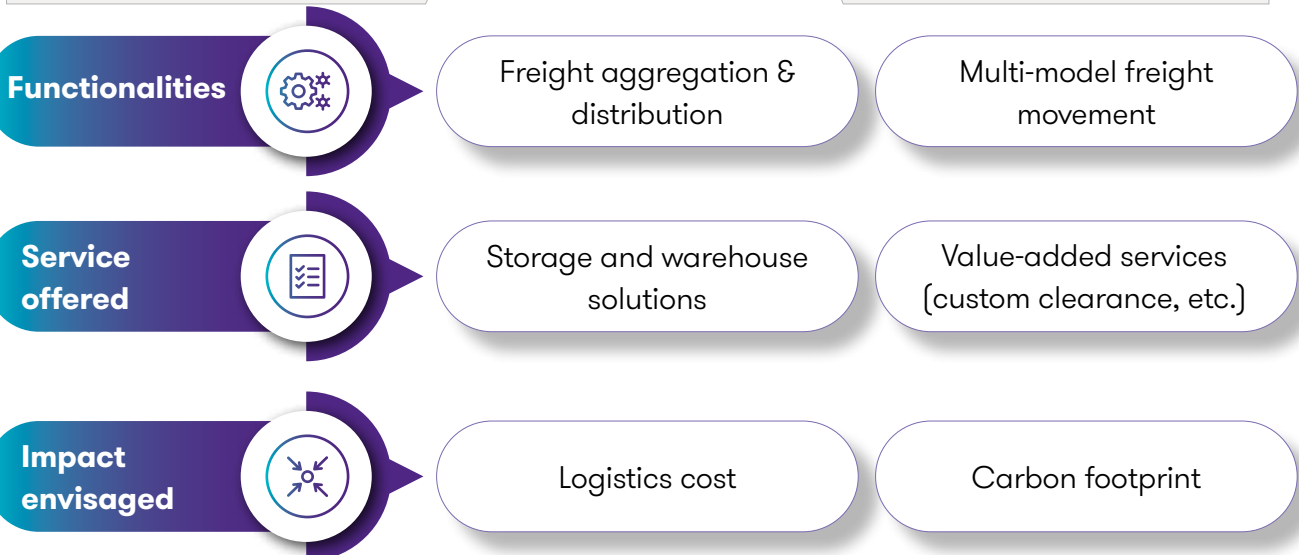 Functionalities
Freight aggregation &
distribution
Multi-model freight
movement
Service
offered
Storage and warehouse
solutions
Value-added services
(custom clearance, etc.)
Impact
envisaged
Logistics cost
Carbon footprint